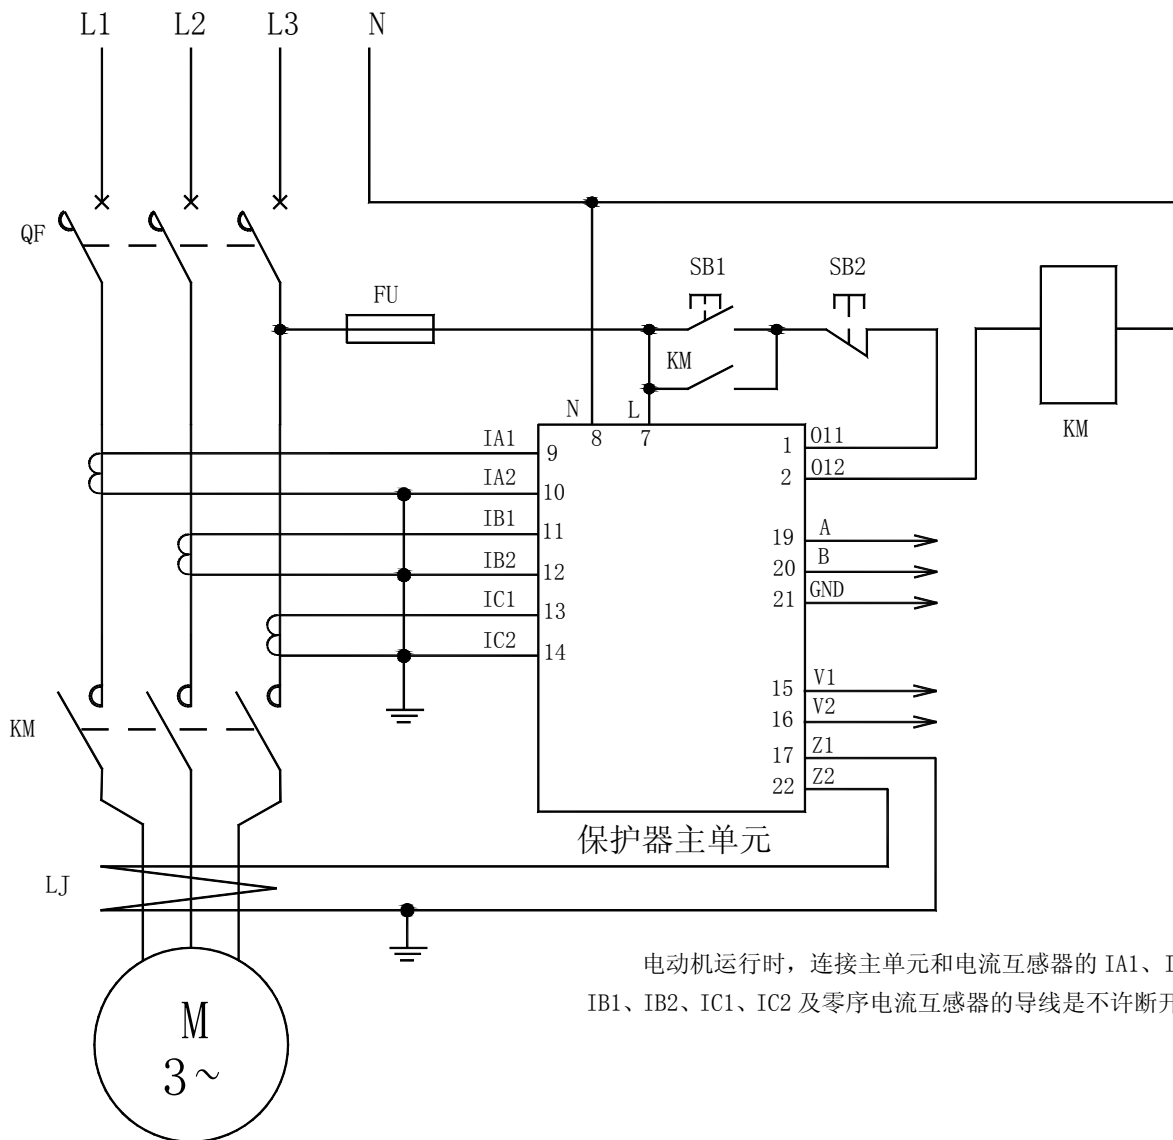 L1 L2 L3 N
QF
SB1 SB2
FU
KM
N L
8 7
KM
IA1 9 1 O11
IA2 10 2 O12
IB1 11
19 A
IB2 12 20 B
IC1 13 21 GND
IC2 14
15 V1
16 V2
KM
17 Z1
22 Z2
保护器主单元
LJ
电动机运行时，连接主单元和电流互感器的 IA1、I
IB1、IB2、IC1、IC2 及零序电流互感器的导线是不许断开
M
3~